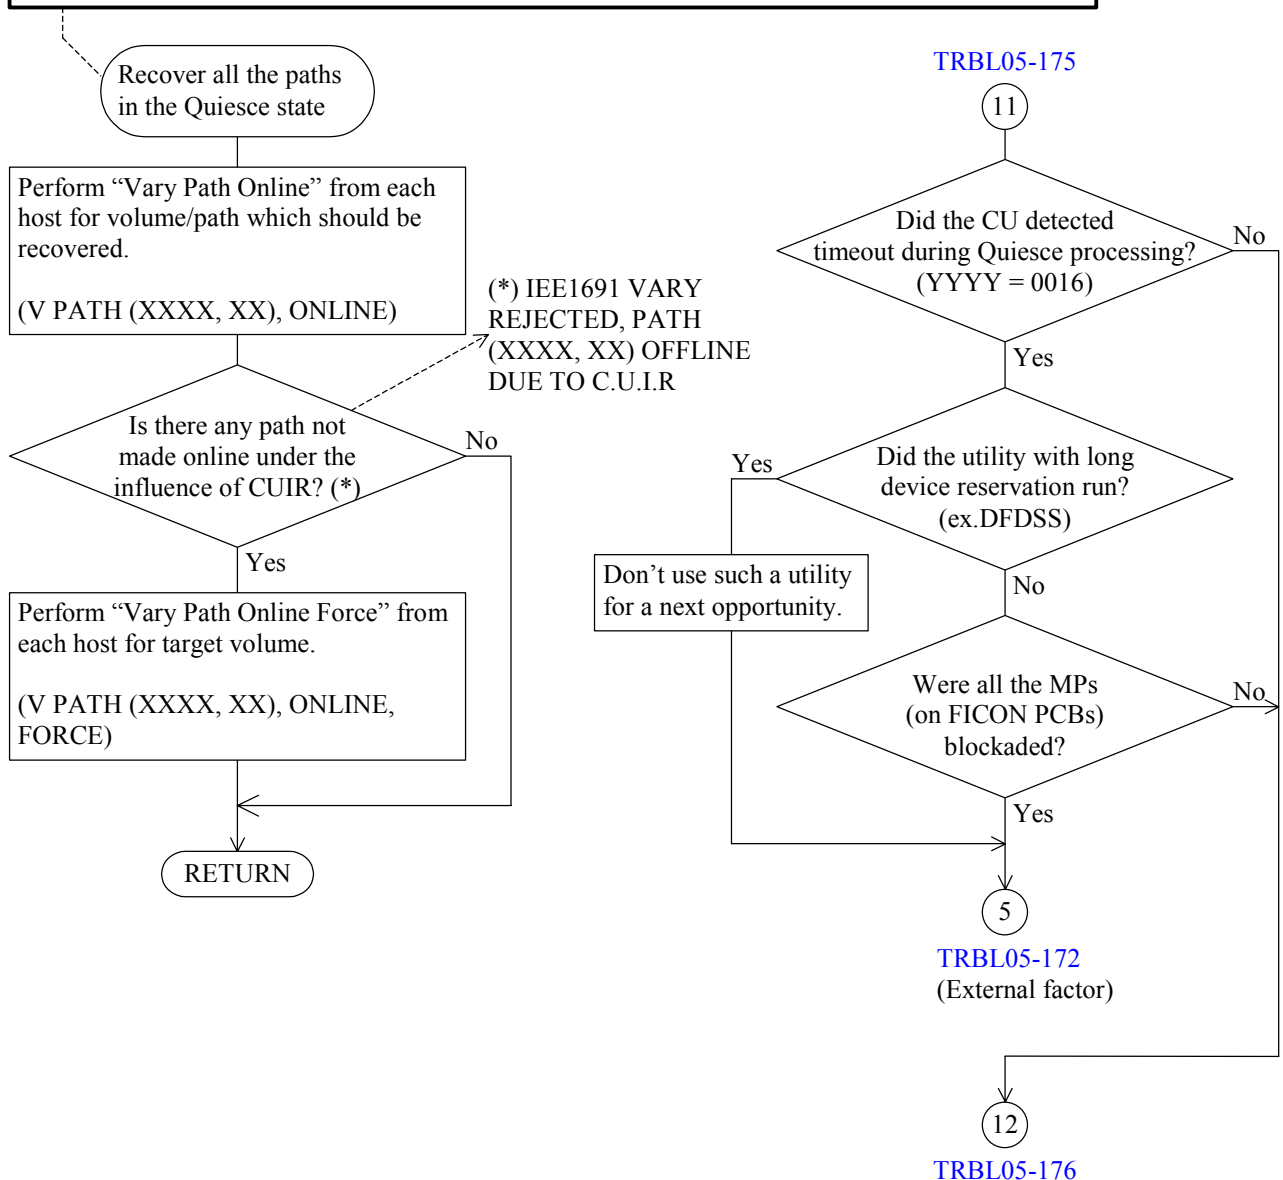 Recover all the paths
in the Quiesce state
Perform “Vary Path Online” from each
host for volume/path which should be
recovered.
(V PATH (XXXX, XX), ONLINE)
(*) IEE1691 VARY
REJECTED, PATH
(XXXX, XX) OFFLINE
DUE TO C.U.I.R
Is there any path not
made online under the
influence of CUIR? (*)
No
Yes
Perform “Vary Path Online Force” from
each host for target volume.
(V PATH (XXXX, XX), ONLINE,
FORCE)
RETURN
TRBL05-175
11
Did the CU detected
timeout during Quiesce processing?
(YYYY = 0016)
No
Yes
Did the utility with long
device reservation run?
(ex.DFDSS)
Yes
Don’t use such a utility
for a next opportunity.
No
Were all the MPs
(on FICON PCBs)
blockaded?
No
Yes
5
TRBL05-172
(External factor)
12
TRBL05-176